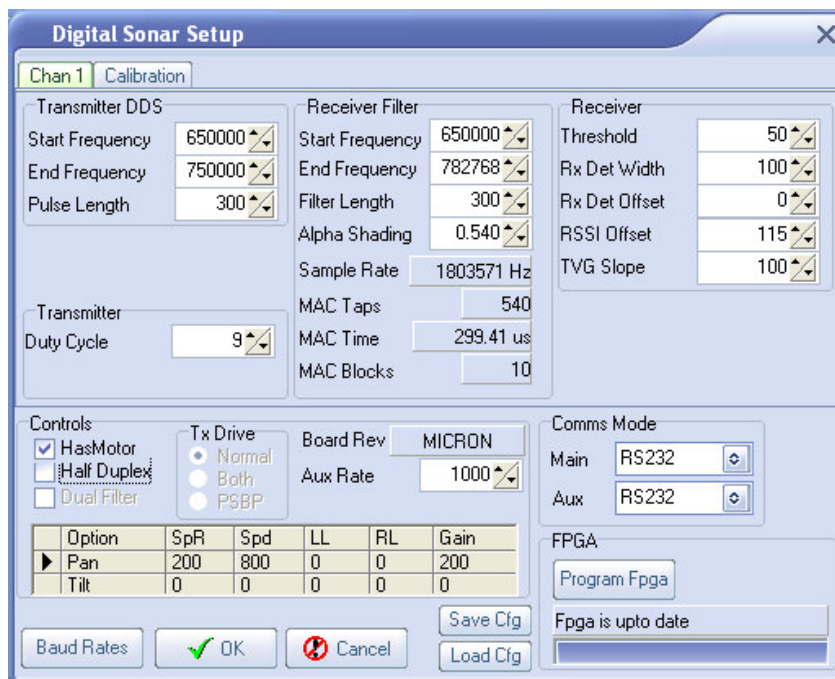 Digital Sonar Setup
Chan 1 Calibration
Transmitter DDS
Start Frequency 650000
End Frequency 750000
Pulse Length 300
Transmitter
Duty Cycle 9
Receiver Filter
Start Frequency 650000
End Frequency 782768
Filter Length 300
Alpha Shading 0.540
Sample Rate 1803571 Hz
MAC Taps 540
MAC Time 299.41 us
MAC Blocks 10
Receiver
Threshold 50
Rx Det Width 100
Rx Det Offset 0
RSSI Offset 115
TVG Slope 100
Controls
HasMotor
Half Duplex
Dual Filter
Tx Drive
Normal
Both
PSBP
Board Rev MICRON
Aux Rate 1000
Comms Mode
Main RS232
Aux RS232
Option SpR Spd LL RL Gain
Pan 200 800 0 0 200
Tilt 0 0 0 0 0
FPGA
Program Fpga
Fpga is upto date
Baud Rates OK Cancel
Save Cfg
Load Cfg